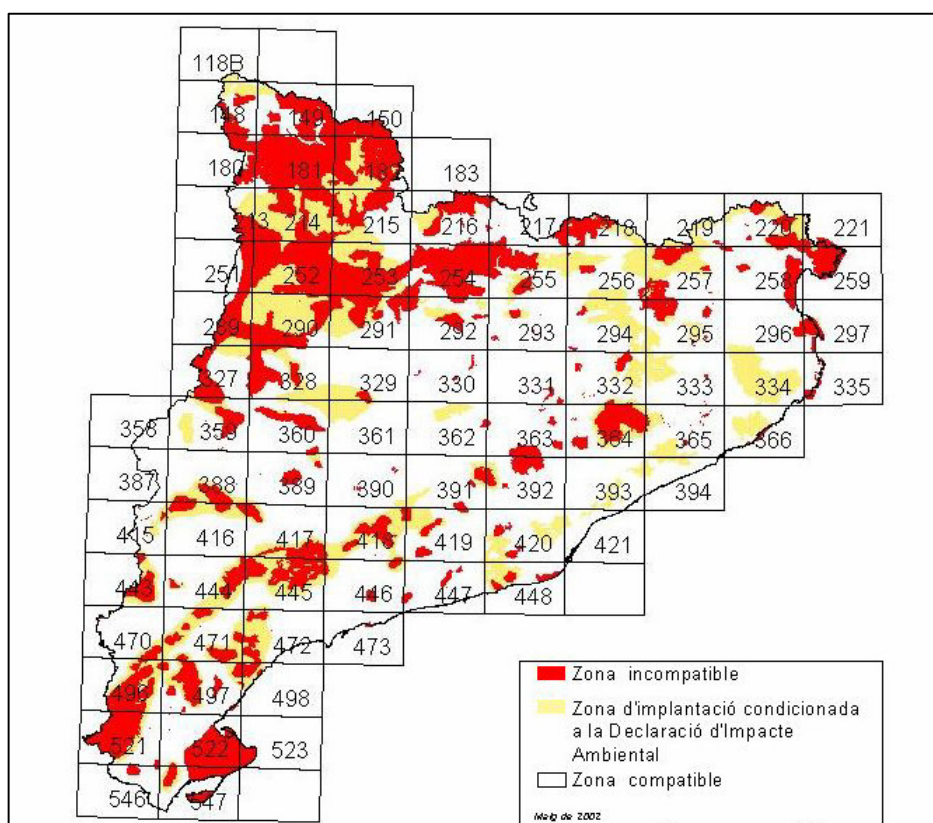 118B
148 149 150
180 181 182 183
213 214 215 216 217 218 219 220 221
251 252 253 254 255 256 257 258 259
289 290 291 292 293 294 295 296 297
327 328 329 330 331 332 333 334 335
358 359 360 361 362 363 364 365 366
387 388 389 390 391 392 393 394
415 416 417 418 419 420 421
443 444 445 446 447 448
470 471 472 473
496 497 498
521 522 523
546 547
Zona incompatible
Zona d'implantació condicionada
a la Declaració d'Impacte
Ambiental
Zona compatible
Maig de 2002